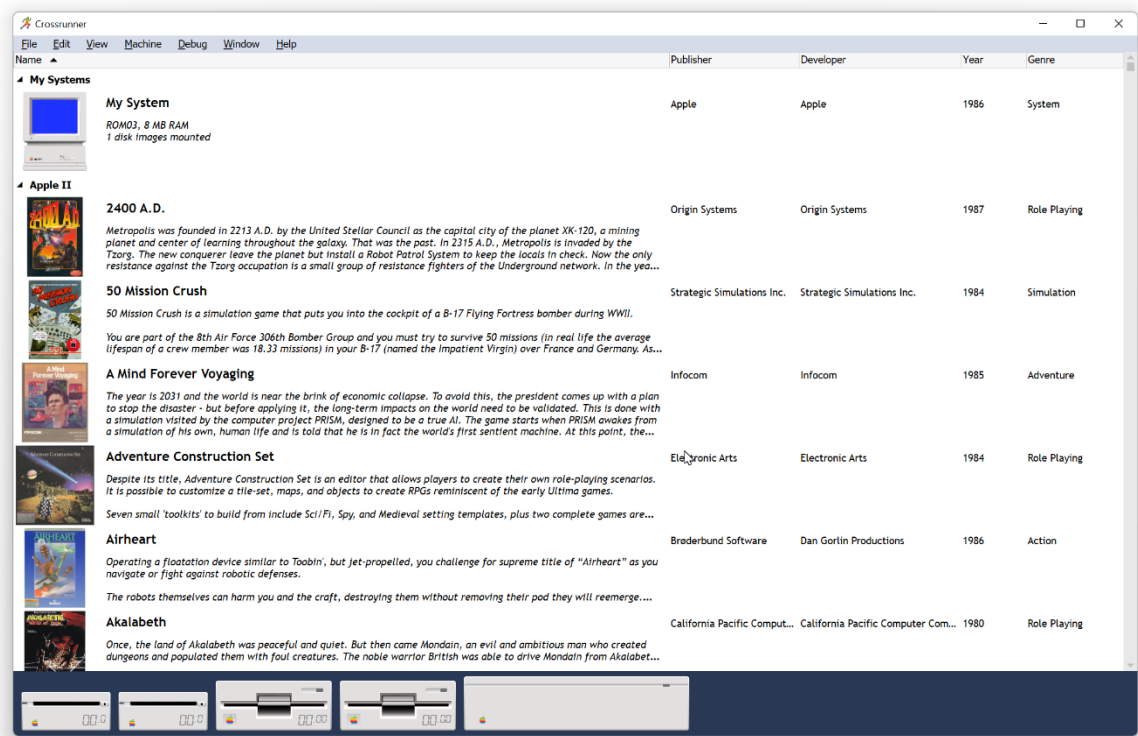 Crossrunner
File Edit View Machine Debug Window Help
Name Publisher Developer Year Genre
My Systems
My System Apple Apple 1986 System
ROM03, 8 MB RAM
1 disk images mounted
Apple II
2400 A.D. Origin Systems Origin Systems 1987 Role Playing
Metropolis was founded in 2213 A.D. by the United Stellar Council as the capital city of the planet XK-120, a mining
planet and center of learning throughout the galaxy. That was the past. In 2315 A.D., Metropolis is invaded by the
Tzorg. The new conquerer leave the planet but install a Robot Patrol System to keep the locals in check. Now the only
resistance against the Tzorg occupation is a small group of resistance fighters of the Underground network. In the yea...
50 Mission Crush Strategic Simulations Inc. Strategic Simulations Inc. 1984 Simulation
50 Mission Crush is a simulation game that puts you into the cockpit of a B-17 Flying Fortress bomber during WWII.
You are part of the 8th Air Force 306th Bomber Group and you must try to survive 50 missions (in real life the average
lifespan of a crew member was 18.33 missions) in your B-17 (named the Impatient Virgin) over France and Germany. As...
A Mind Forever Voyaging Infocom Infocom 1985 Adventure
The year is 2031 and the world is near the brink of economic collapse. To avoid this, the president comes up with a plan
to stop the disaster - but before applying it, the long-term impacts on the world need to be validated. This is done with
a simulation visited by the computer project PRISM, designed to be a true AI. The game starts when PRISM awakes from
a simulation of his own, human life and is told that he is in fact the world's first sentient machine. At this point, the...
Adventure Construction Set Electronic Arts Electronic Arts 1984 Role Playing
Despite its title, Adventure Construction Set is an editor that allows players to create their own role-playing scenarios.
It is possible to customize a tile-set, maps, and objects to create RPGs reminiscent of the early Ultima games.
Seven small 'toolkits' to build from include Sci/Fi, Spy, and Medieval setting templates, plus two complete games are...
Airheart Brøderbund Software Dan Gorlin Productions 1986 Action
Operating a floatation device similar to Toobin', but jet-propelled, you challenge for supreme title of “Airheart” as you
navigate or fight against robotic defenses.
The robots themselves can harm you and the craft, destroying them without removing their pod they will reemerge....
Akalabeth California Pacific Comput... California Pacific Computer Com... 1980 Role Playing
Once, the land of Akalabeth was peaceful and quiet. But then came Mondain, an evil and ambitious man who created
dungeons and populated them with foul creatures. The noble warrior British was able to drive Mondain from Akalabet...